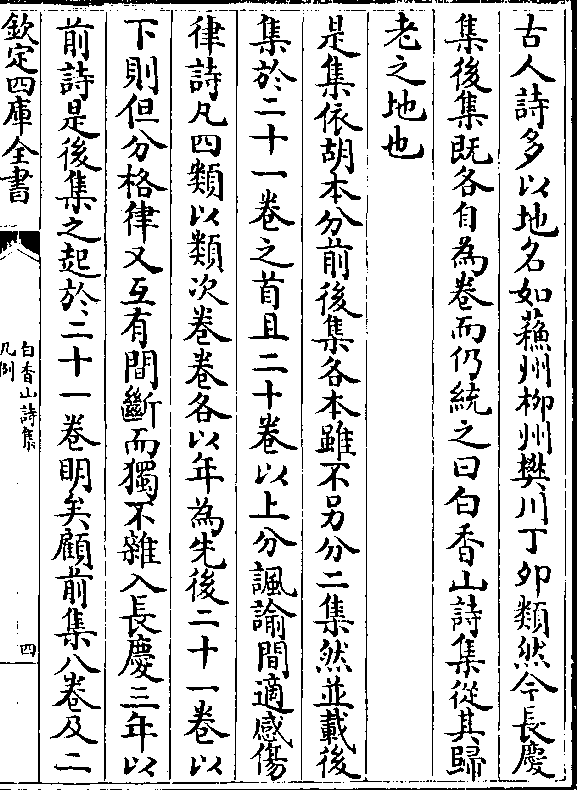 古人詩多以地名如蘇州柳州樊川丁卯類然今長慶
集後集既各自為卷而仍統之曰白香山詩集從其歸
老之地也
是集依胡本分前後集各本雖不另分二集然並載後
集於二十一卷之首且二十卷以上分諷諭閒適感傷
律詩凡四類以類次卷卷各以年為先後二十一卷以
下則但分格律又互有間斷而獨不雜入長慶三年以
前詩是後集之起於二十一卷明矣顧前集八卷及二
欽定四庫全書
白香山詩集
凡例
四